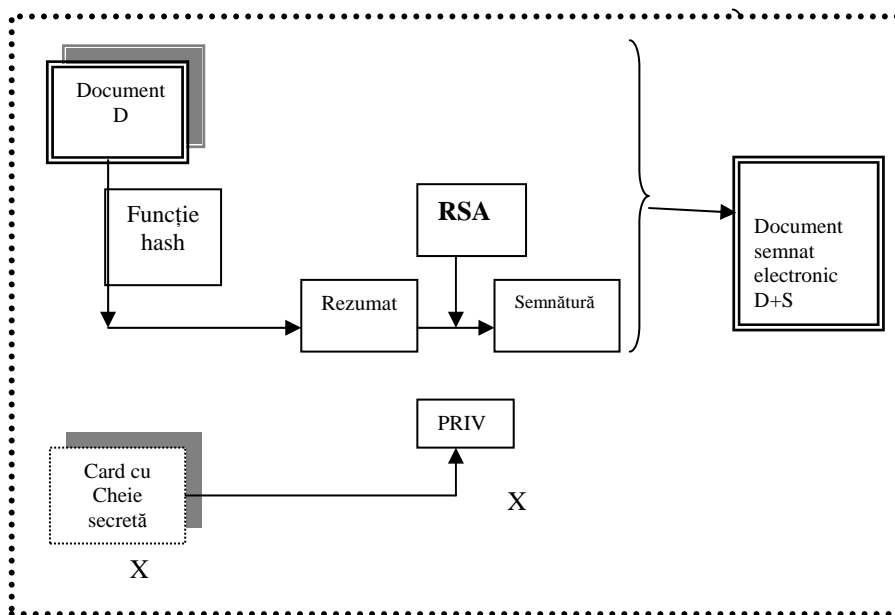 Document
D
Funcție
hash
RSA
Rezumat
Semnătură
Document
semnat
electronic
D+S
PRIV
Card cu
Cheie
secretă
X
X